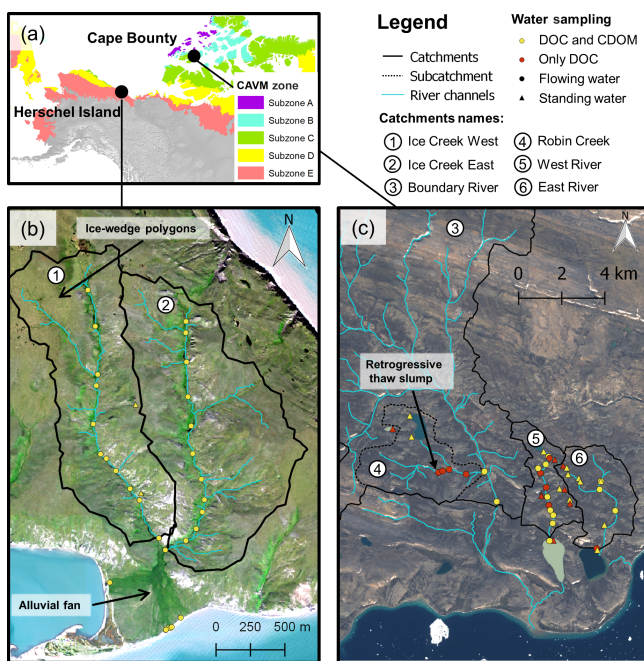 (a)
Cape Bounty
Herschel Island
CAVM zone
Subzone A
Subzone B
Subzone C
Subzone D
Subzone E
Legend
Catchments
Subcatchment
River channels
Water sampling
DOC and CDOM
Only DOC
Flowing water
Standing water
Catchments names:
1 Ice Creek West
2 Ice Creek East
3 Boundary River
4 Robin Creek
5 West River
6 East River
(b)
Ice-wedge polygons
N
1
2
Alluvial fan
0 250 500 m
(c)
3
N
0 2 4 km
Retrogressive
thaw slump
4
5
6